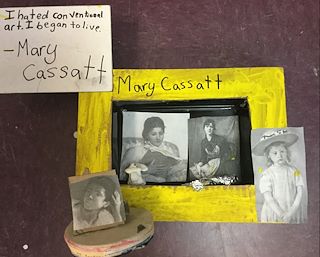 I hated conventional
art. I began to live.
- Mary
Cassatt
Mary Cassatt